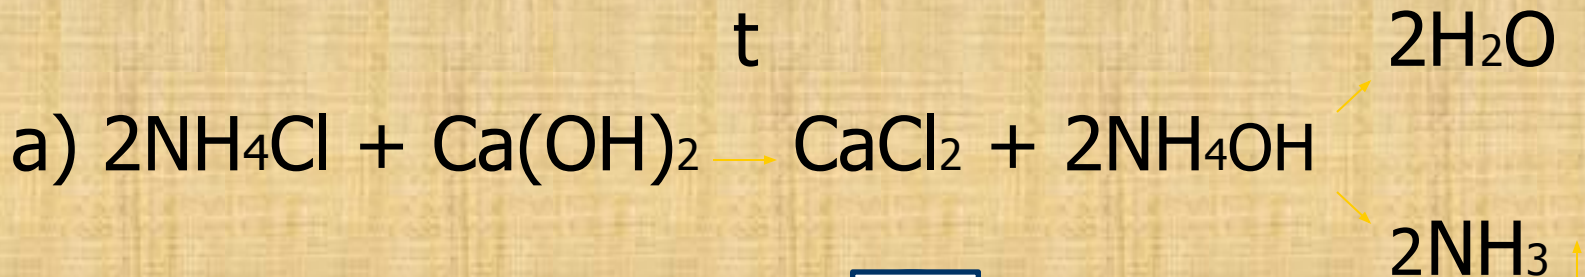 t
2H2O
a) 2NH4Cl + Ca(OH)2 → CaCl2 + 2NH4OH
2NH3 ↑